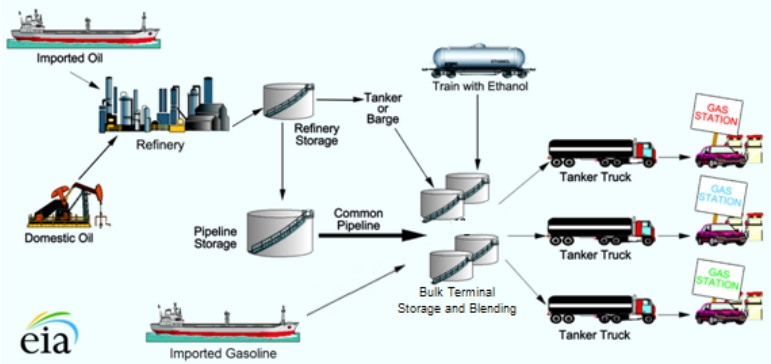 Imported Oil
Refinery
Domestic Oil
Refinery
Storage
Tanker
or
Barge
ETHANOL
Train with Ethanol
Pipeline
Storage
Common
Pipeline
Bulk Terminal
Storage and Blending
Imported Gasoline
Tanker Truck
GAS
STATION
Tanker Truck
GAS
STATION
Tanker Truck
GAS
STATION
eia